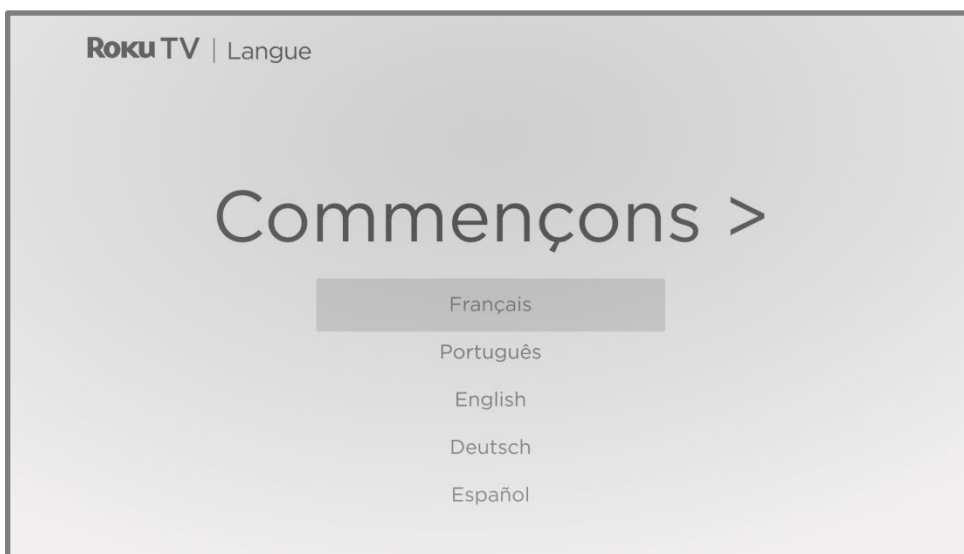 Roku TV | Langue
Commençons >
Français
Português
English
Deutsch
Español